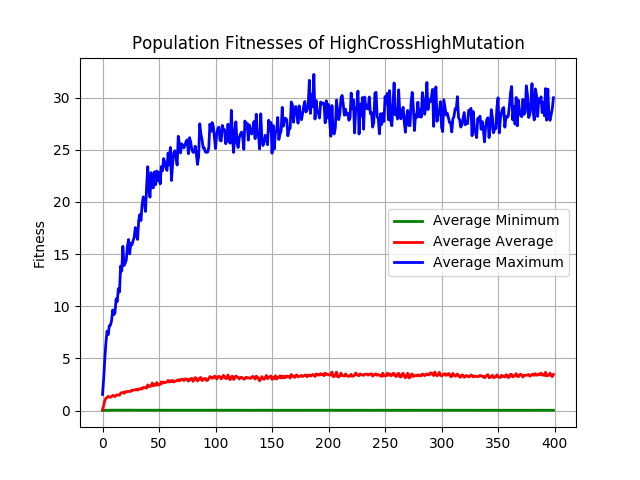 Population Fitnesses of HighCrossHighMutation
Fitness
30
25
20
15
10
5
0
Average Minimum
Average Average
Average Maximum
0 50 100 150 200 250 300 350 400